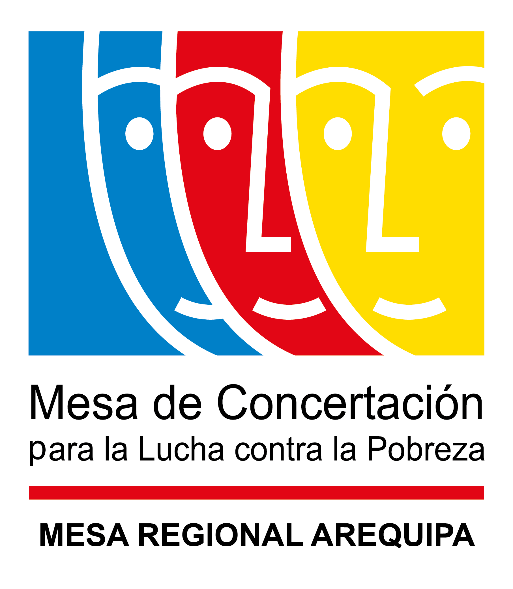 Mesa de Concertación
para la Lucha contra la Pobreza
MESA REGIONAL AREQUIPA